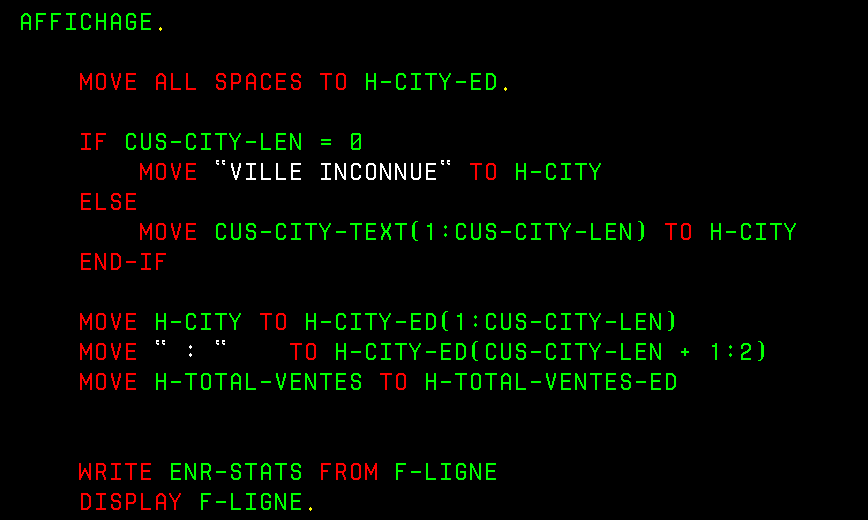 AFFICHAGE.
MOVE ALL SPACES TO H-CITY-ED.
IF CUS-CITY-LEN = 0
MOVE "VILLE INCONNUE" TO H-CITY
ELSE
MOVE CUS-CITY-TEXT(1:CUS-CITY-LEN) TO H-CITY
END-IF
MOVE H-CITY TO H-CITY-ED(1:CUS-CITY-LEN)
MOVE " : "    TO H-CITY-ED(CUS-CITY-LEN + 1:2)
MOVE H-TOTAL-VENTES TO H-TOTAL-VENTES-ED
WRITE ENR-STATS FROM F-LIGNE
DISPLAY F-LIGNE.